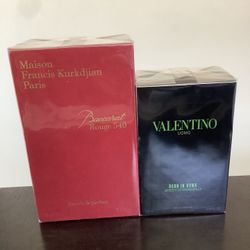 Maison
Francis Kurkdjian
Paris
Baccarat
Rouge 540
VALENTINO
UOMO
BORN IN ROMA